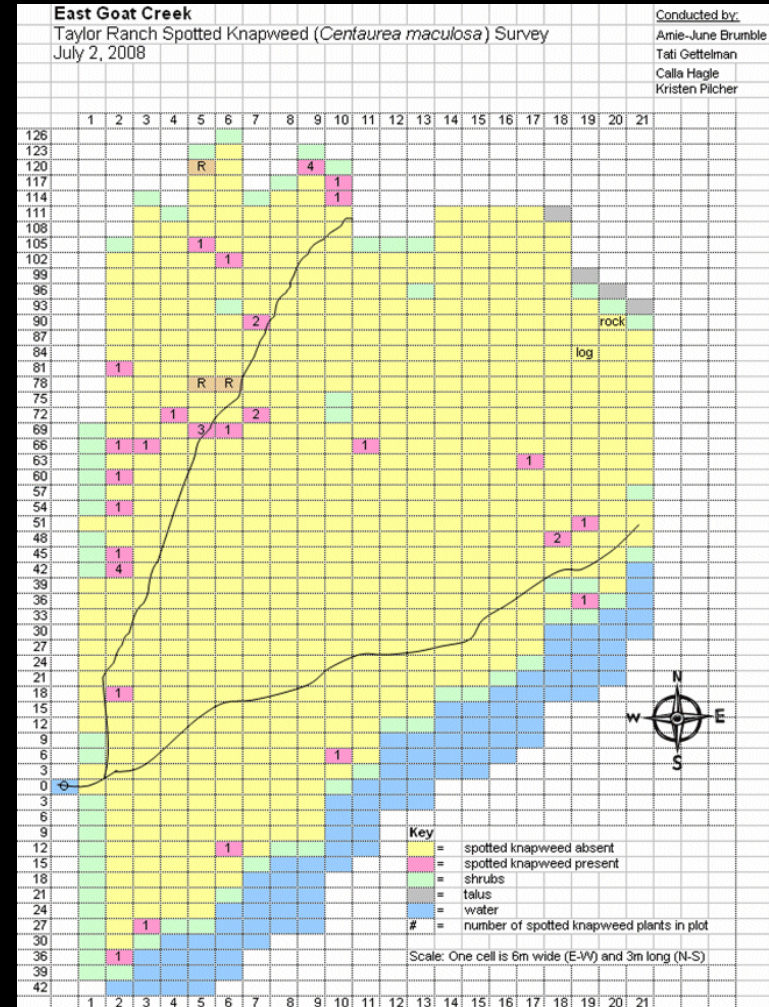 East Goat Creek
Taylor Ranch Spotted Knapweed (Centaurea maculosa) Survey
July 2, 2008
Conducted by:
Amie-June Brumble
Tati Gettelman
Calla Hagle
Kristen Pilcher
1 2 3 4 5 6 7 8 9 10 11 12 13 14 15 16 17 18 19 20 21
126
123
120 R 4
117 1
114 1
111
108
105 1
102 1
99
96
93
90 2 rock
87
84 log
81 1
78 R R
75
72 1 2
69 3 1
66 1 1 1
63 1
60 1
57
54 1
51 1
48 2
45 1
42 4
39
36 1
33
30
27
24
21
18 1
15
12
9
6 1
3
0
3
6
9
12 1
15
18
21
24
27 1
30
36 1
39
42
1 2 3 4 5 6 7 8 9 10 11 12 13 14 15 16 17 18 19 20 21
N
W E
S
Key
= spotted knapweed absent
= spotted knapweed present
= shrubs
= talus
= water
# = number of spotted knapweed plants in plot
Scale: One cell is 6m wide (E-W) and 3m long (N-S)